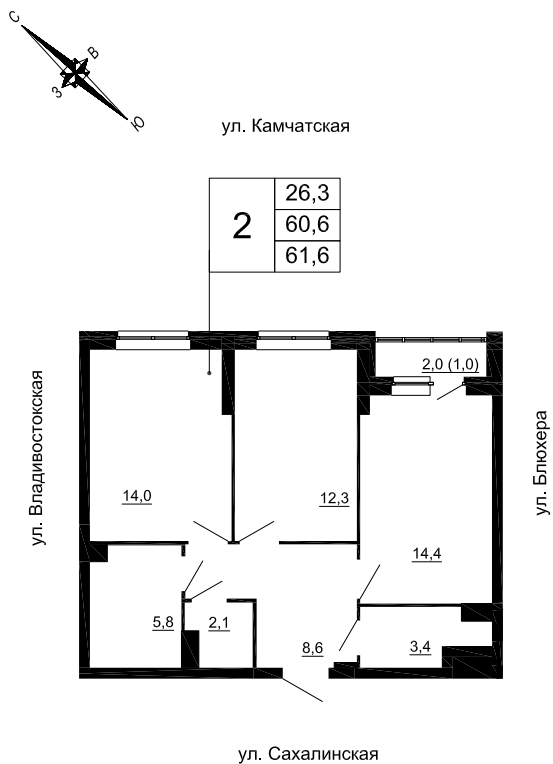 С
В
З
Ю
ул. Камчатская
2
26,3
60,6
61,6
2,0 (1,0)
ул. Владивостокская
ул. Блюхера
14,0
12,3
14,4
5,8
2,1
8,6
3,4
ул. Сахалинская